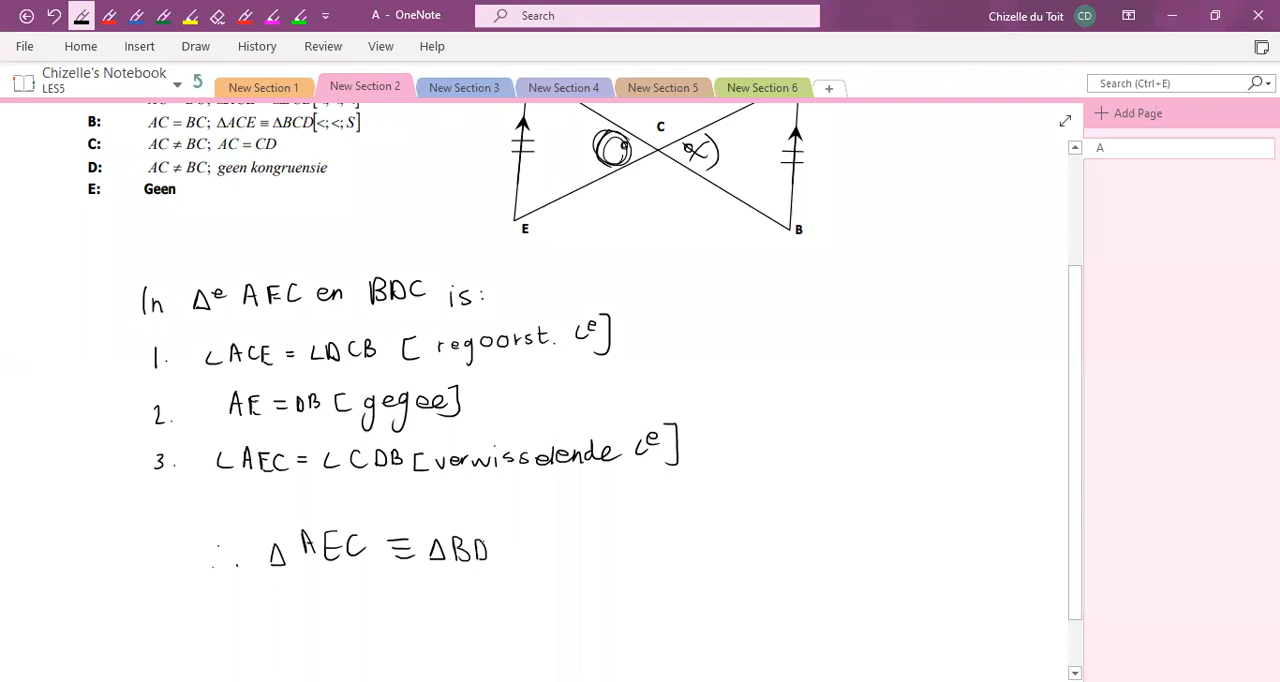 A - OneNote
Search
Chizelle du Toit
CD
File Home Insert Draw History Review View Help
Chizelle's Notebook
LES5
New Section 1 New Section 2 New Section 3 New Section 4 New Section 5 New Section 6
Search (Ctrl+E)
Add Page
A
B: AC = BC; ΔACE ≡ ΔBCD[<;<;S]
C: AC ≠ BC; AC = CD
D: AC ≠ BC; geen kongruensie
E: Geen
C
E
B
In Δe AEC en BDC is:
1. ∠ACE = ∠DCB [regoorst. ∠e]
2. AE = DB [gegee]
3. ∠AEC = ∠CDB [verwisselende ∠e]
∴ Δ AEC ≡ ΔBD